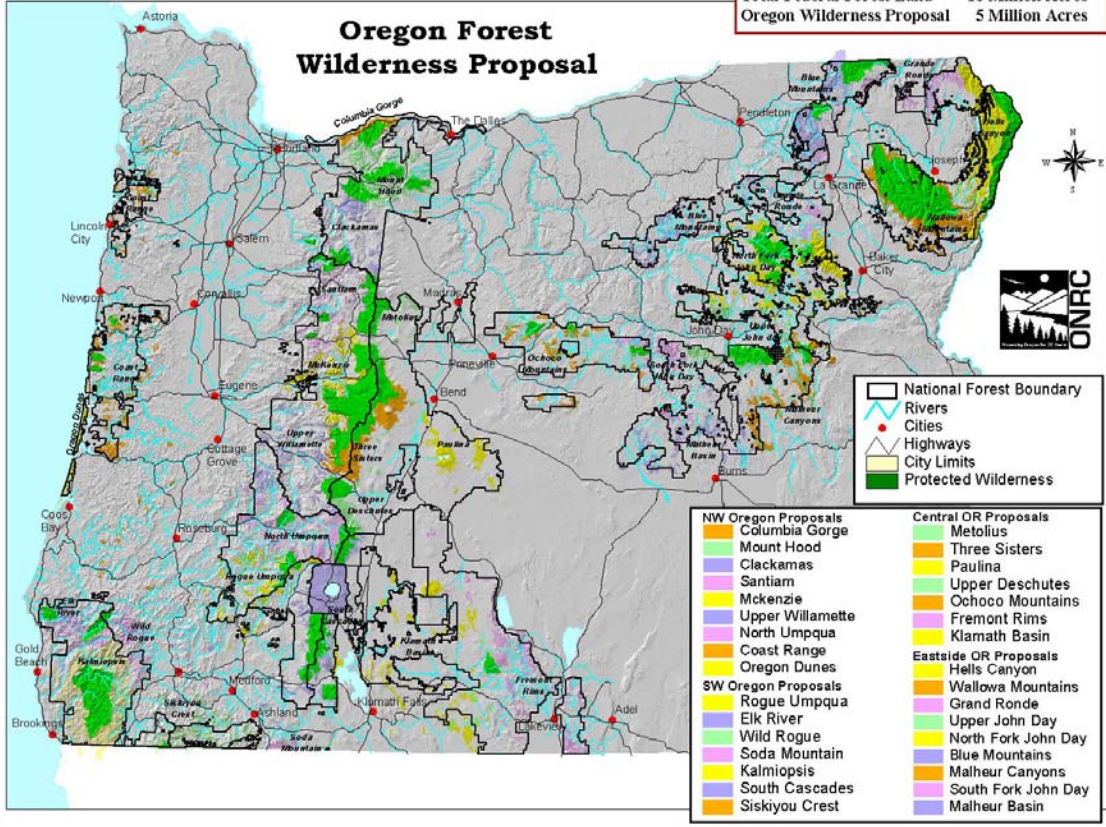 Oregon Wilderness Proposal 5 Million Acres
Oregon Forest
Wilderness Proposal
Astoria
Columbia Gorge
The Dalles
Portland
Mount
Hood
Blue
Mountains
Grande
Ronde
Pendleton
Hells
Canyon
Joseph
La Grande
Wallowa
Mountains
N
W
E
S
Coast
Range
Lincoln
City
Salem
Clackamas
Grande
Ronde
Blue
Mountains
North Fork
John Day
Baker
City
Newport
Corvallis
Santiam
Metolius
Madras
ONRC
John Day
Upper
John day
Coast
Range
McKenzie
Prineville
Ochoco
Mountains
South Fork
John Day
Eugene
Bend
Malheur
Canyons
Oregon Dunes
Cottage
Grove
Upper
Willamette
Three
Sisters
Paulina
Malheur
Basin
Burns
Coos
Bay
Roseburg
Upper
Deschutes
North Umpqua
Rogue Umpqua
South
Cascades
Elk
River
Wild
Rogue
Klamath
Basin
Gold
Beach
Kalmiopsis
Medford
Fremont
Rims
Brookings
Siskiyou
Crest
Ashland
Klamath Falls
Lakeview
Adel
Soda
Mountain
National Forest Boundary
Rivers
Cities
Highways
City Limits
Protected Wilderness
NW Oregon Proposals
Columbia Gorge
Mount Hood
Clackamas
Santiam
Mckenzie
Upper Willamette
North Umpqua
Coast Range
Oregon Dunes
SW Oregon Proposals
Rogue Umpqua
Elk River
Wild Rogue
Soda Mountain
Kalmiopsis
South Cascades
Siskiyou Crest
Central OR Proposals
Metolius
Three Sisters
Paulina
Upper Deschutes
Ochoco Mountains
Fremont Rims
Klamath Basin
Eastside OR Proposals
Hells Canyon
Wallowa Mountains
Grand Ronde
Upper John Day
North Fork John Day
Blue Mountains
Malheur Canyons
South Fork John Day
Malheur Basin